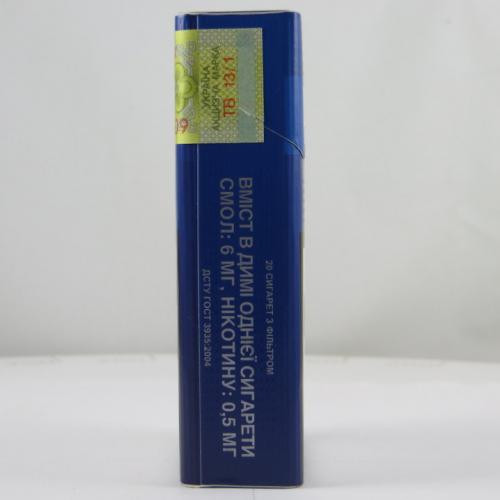 УКРАЇНА
АКЦИЗНА МАРКА
ТВ 13/1
20 СИГАРЕТ З ФІЛЬТРОМ
ВМІСТ В ДИМІ ОДНІЄЇ СИГАРЕТИ
СМОЛ: 6 МГ, НІКОТИНУ: 0,5 МГ
ДСТУ ГОСТ 3935:2004